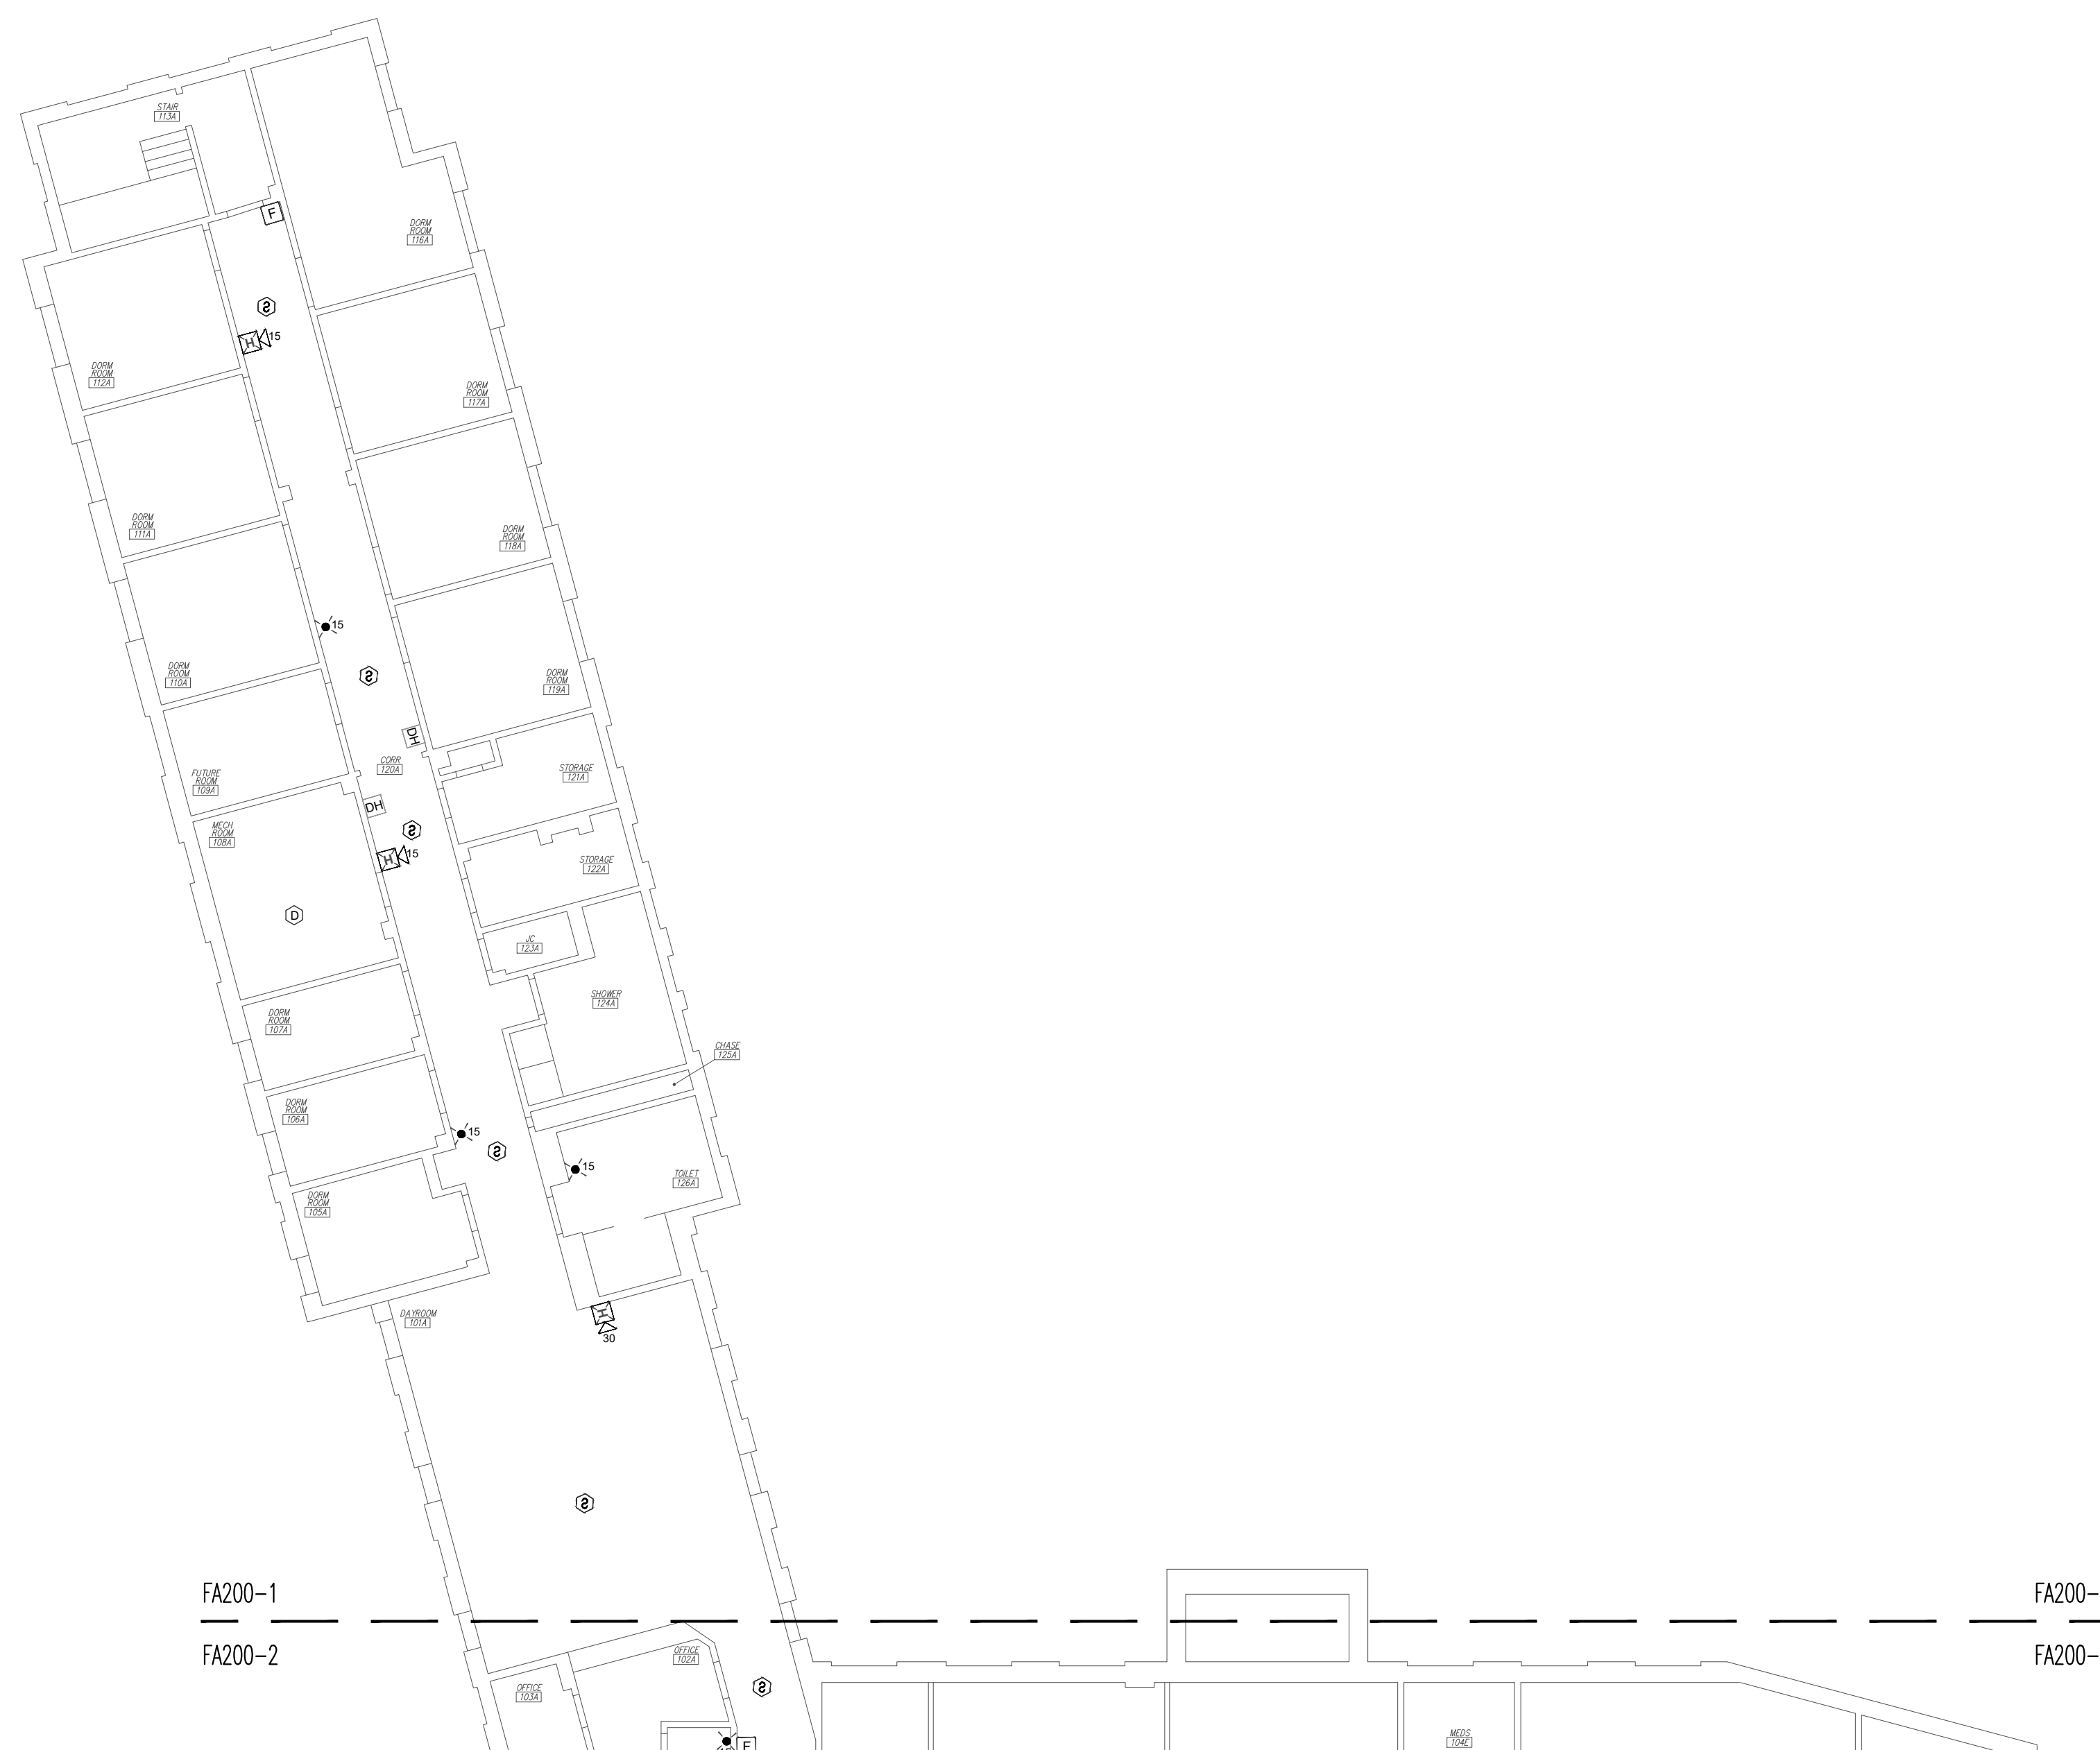 STAIR
113A
F
DORM
ROOM
116A
S
H
15
DORM
ROOM
112A
DORM
ROOM
117A
DORM
ROOM
111A
DORM
ROOM
118A
15
DORM
ROOM
110A
S
DORM
ROOM
119A
DH
CORR
120A
FUTURE
ROOM
109A
STORAGE
121A
DH
MECH
ROOM
108A
S
H
15
STORAGE
122A
D
JC
123A
SHOWER
124A
DORM
ROOM
107A
CHASE
125A
DORM
ROOM
106A
15
S
15
TOILET
126A
DORM
ROOM
105A
DAYROOM
101A
H
30
S
FA200-1
FA200-
FA200-2
FA200-
OFFICE
102A
OFFICE
103A
S
MEDS
104E
F